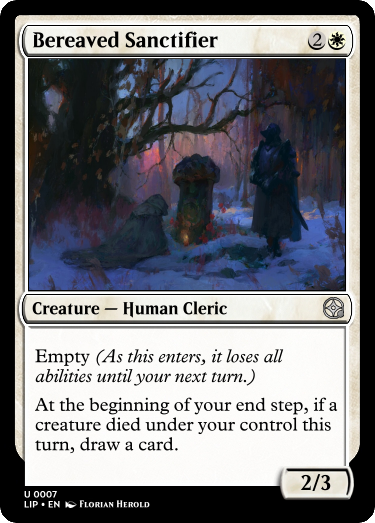 Bereaved Sanctifier 2
Creature — Human Cleric
Empty (As this enters, it loses all
abilities until your next turn.)
At the beginning of your end step, if a
creature died under your control this
turn, draw a card.
2/3
U 0007
LIP • EN Florian Herold